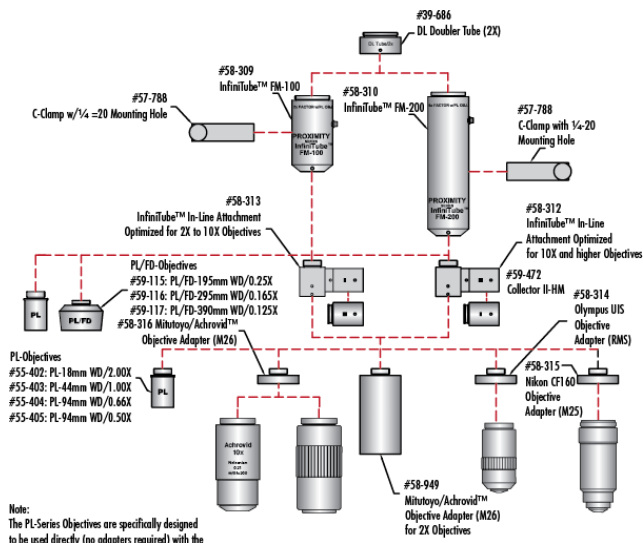 #39-686
DL Doubler Tube (2X)
DL Tube/2x
#58-309
InfiniTube™ FM-100
#58-310
InfiniTube™ FM-200
#57-788
C-Clamp w/¼ =20 Mounting Hole
PROXIMITY
InfiniTube™
FM-100
#57-788
C-Clamp with ¼-20
Mounting Hole
PROXIMITY
InfiniTube™
FM-200
#58-313
InfiniTube™ In-Line Attachment
Optimized for 2X to 10X Objectives
#58-312
InfiniTube™ In-Line
Attachment Optimized
for 10X and higher Objectives
#59-472
Collector II-HM
PL
PL/FD
PL/FD-Objectives
#59-115: PL/FD-195mm WD/0.25X
#59-116: PL/FD-295mm WD/0.165X
#59-117: PL/FD-390mm WD/0.125X
#58-316 Mitutoyo/Achrovid™
Objective Adapter (M26)
#58-314
Olympus UIS
Objective
Adapter (RMS)
#58-315
Nikon CF160
Objective
Adapter (M25)
PL-Objectives
#55-402: PL-18mm WD/2.00X
#55-403: PL-44mm WD/1.00X
#55-404: PL-94mm WD/0.66X
#55-405: PL-94mm WD/0.50X
PL
Achrovid
10x
#58-949
Mitutoyo/Achrovid™
Objective Adapter (M26)
for 2X Objectives
Note:
The PL-Series Objectives are specifically designed
to be used directly (no adapters required) with the